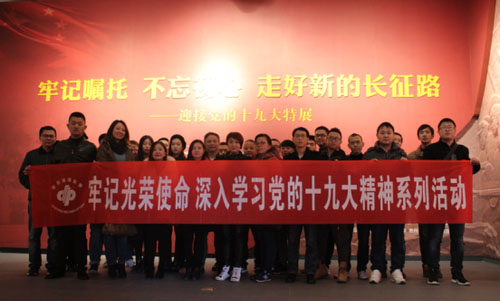 牢记嘱托 不忘初心 走好新的长征路
——迎接党的十九大特展
牢记光荣使命 深入学习党的十九大精神系列活动